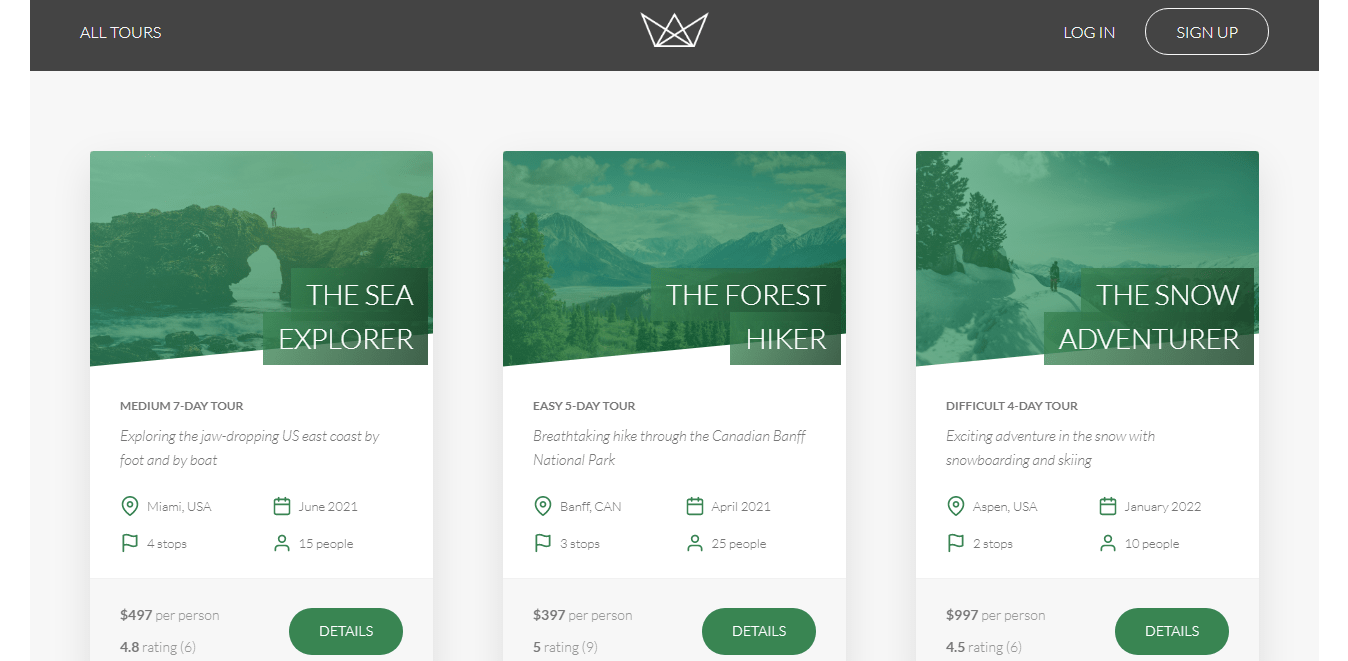 ALL TOURS
LOG IN
SIGN UP
THE SEA
EXPLORER
MEDIUM 7-DAY TOUR
Exploring the jaw-dropping US east coast by
foot and by boat
Miami, USA
June 2021
4 stops
15 people
$497 per person
4.8 rating (6)
DETAILS
THE FOREST
HIKER
EASY 5-DAY TOUR
Breathtaking hike through the Canadian Banff
National Park
Banff, CAN
April 2021
3 stops
25 people
$397 per person
5 rating (9)
DETAILS
THE SNOW
ADVENTURER
DIFFICULT 4-DAY TOUR
Exciting adventure in the snow with
snowboarding and skiing
Aspen, USA
January 2022
2 stops
10 people
$997 per person
4.5 rating (6)
DETAILS